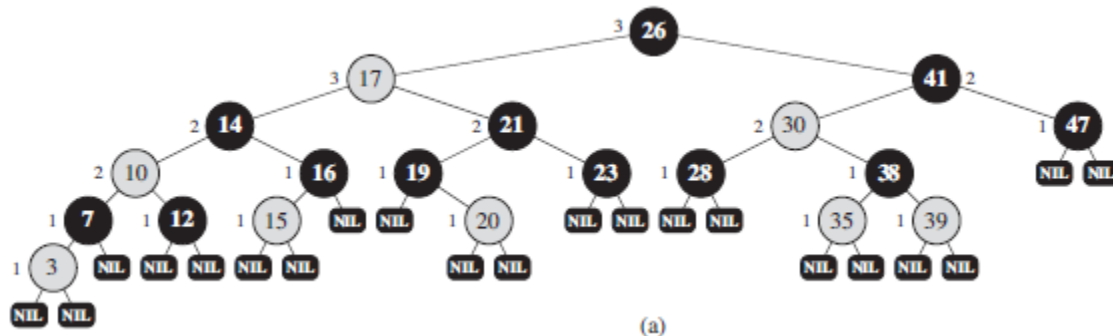 3 26
3 17 41 2
2 14 2 21 2 30 1 47
2 10 1 16 1 19 1 23 1 28 1 38 NIL NIL
1 7 1 12 1 15 NIL NIL 1 20 NIL NIL NIL NIL 1 35 1 39
1 3 NIL NIL NIL NIL NIL NIL NIL NIL NIL NIL NIL
NIL NIL
(a)